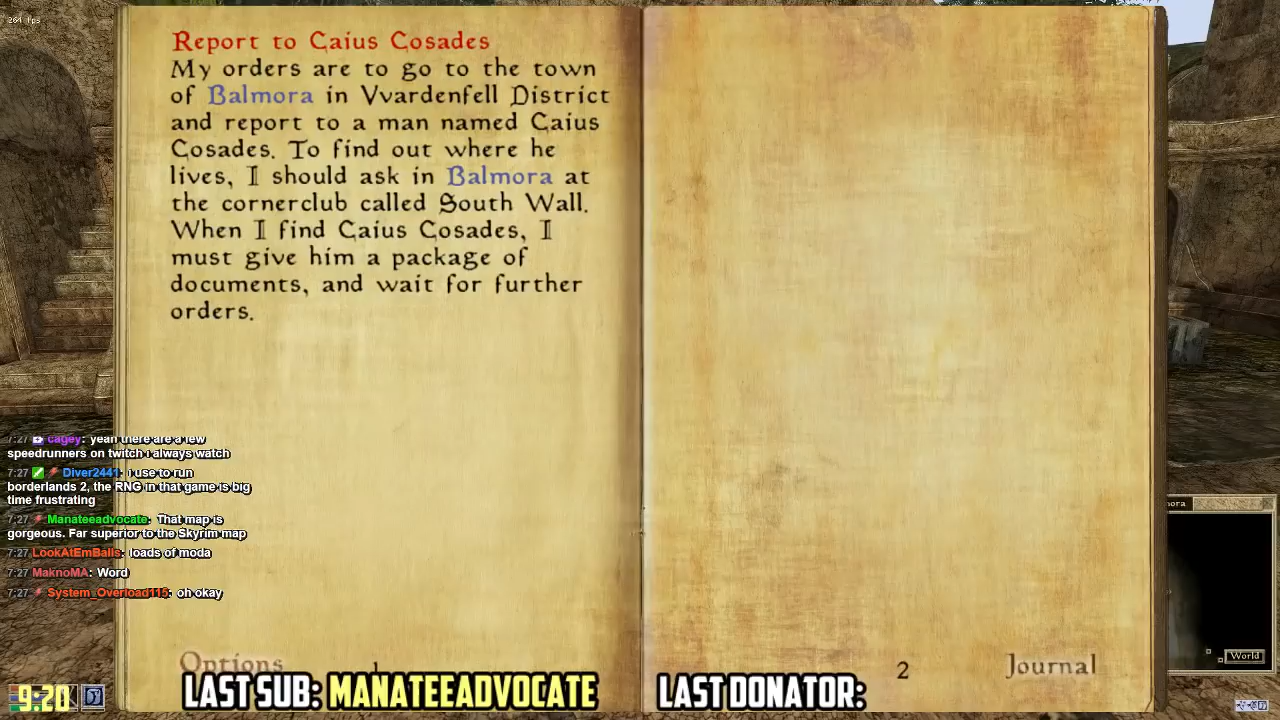 264 fps
Report to Caius Cosades
My orders are to go to the town
of Balmora in Vvardenfell District
and report to a man named Caius
Cosades. To find out where he
lives, I should ask in Balmora at
the cornerclub called South Wall.
When I find Caius Cosades, I
must give him a package of
documents, and wait for further
orders.
7:27 cagey: yeah there are a few
speedrunners on twitch i always watch
7:27 Diver2441: i use to run
borderlands 2, the RNG in that game is big
time frustrating
7:27 Manateeadvocate: That map is
gorgeous. Far superior to the Skyrim map
7:27 LookAtEmBalls: loads of moda
7:27 MaknoMA: Word
7:27 System_Overload115: oh okay
Options
1
2
Journal
World
LAST SUB: MANATEEADVOCATE
LAST DONATOR:
9:20